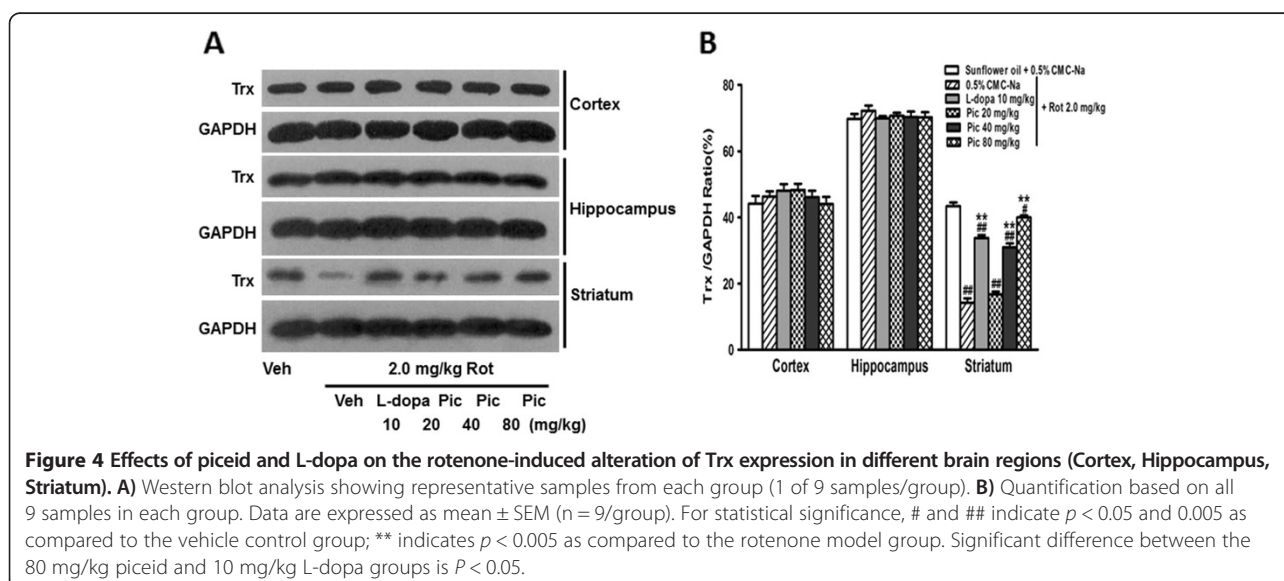 A
Trx
GAPDH
Cortex
Trx
GAPDH
Hippocampus
Trx
GAPDH
Striatum
Veh 2.0 mg/kg Rot
Veh L-dopa Pic Pic Pic
10 20 40 80 (mg/kg)
B
Sunflower oil + 0.5% CMC-Na
0.5% CMC-Na
L-dopa 10 mg/kg
Pic 20 mg/kg
Pic 40 mg/kg
Pic 80 mg/kg
+ Rot 2.0 mg/kg
Trx /GAPDH Ratio(%)
80
60
40
20
0
##
**
##
##
**
##
**
#
Cortex Hippocampus Striatum
Figure 4 Effects of piceid and L-dopa on the rotenone-induced alteration of Trx expression in different brain regions (Cortex, Hippocampus,
Striatum). A) Western blot analysis showing representative samples from each group (1 of 9 samples/group). B) Quantification based on all
9 samples in each group. Data are expressed as mean ± SEM (n = 9/group). For statistical significance, # and ## indicate p < 0.05 and 0.005 as
compared to the vehicle control group; ** indicates p < 0.005 as compared to the rotenone model group. Significant difference between the
80 mg/kg piceid and 10 mg/kg L-dopa groups is P < 0.05.